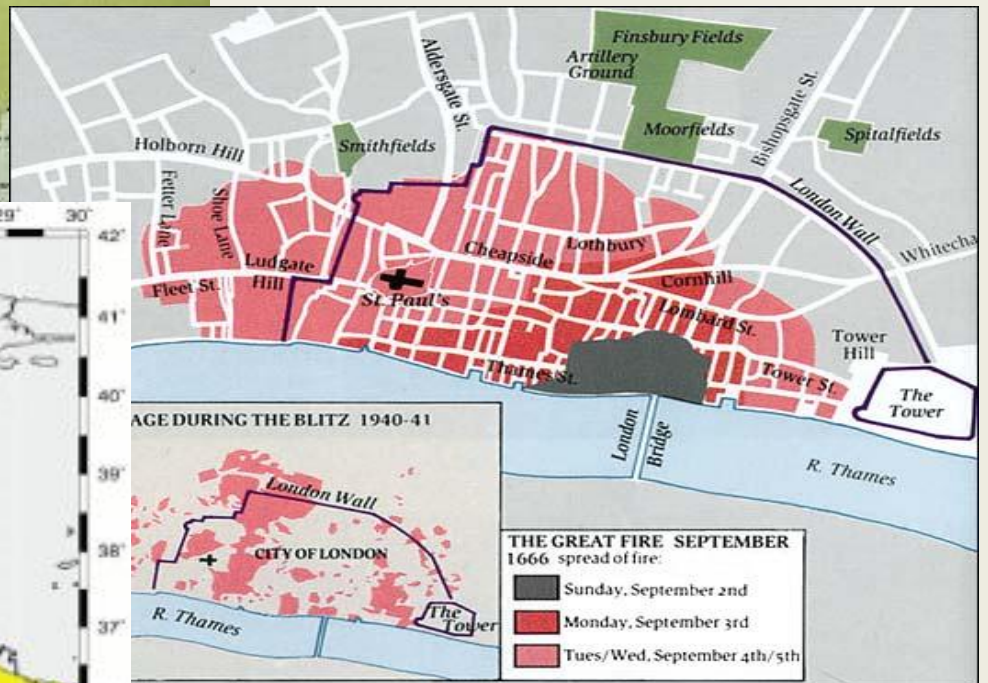 Finsbury Fields
Artillery
Ground
Aldersgate St.
Bishopsgate St.
Moorfields
Spitalfields
Smithfields
Holborn Hill
Fetter Lane
Shoe Lane
London Wall
Whitecha
Lothbury
Cheapside
Ludgate
Hill
Cornhill
Fleet St.
St. Paul's
Lombard St.
Tower
Hill
Thames St.
Tower St.
The
Tower
London
Bridge
R. Thames
29°
30°
42°
41°
40°
39°
38°
37°
AGE DURING THE BLITZ 1940-41
London Wall
CITY OF LONDON
The
Tower
R. Thames
THE GREAT FIRE SEPTEMBER
1666 spread of fire:
Sunday, September 2nd
Monday, September 3rd
Tues/Wed, September 4th/5th